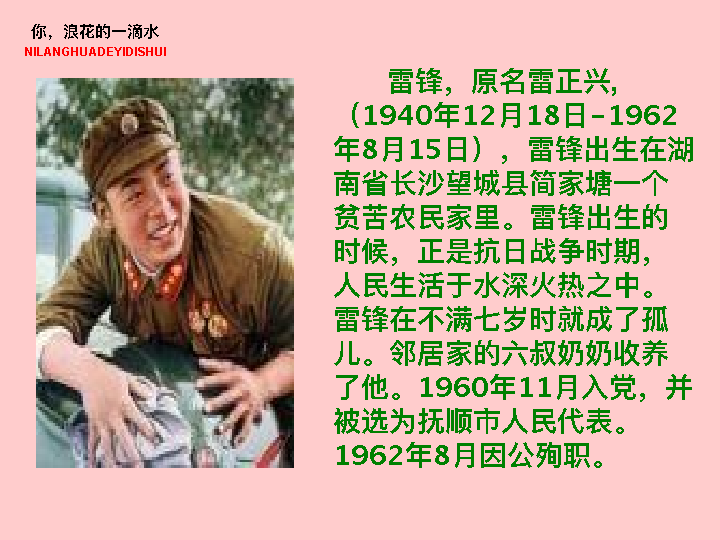 你，浪花的一滴水
NILANGHUADEYIDISHUI
雷锋，原名雷正兴，
（1940年12月18日–1962
年8月15日），雷锋出生在湖
南省长沙望城县简家塘一个
贫苦农民家里。雷锋出生的
时候，正是抗日战争时期，
人民生活于水深火热之中。
雷锋在不满七岁时就成了孤
儿。邻居家的六叔奶奶收养
了他。1960年11月入党，并
被选为抚顺市人民代表。
1962年8月因公殉职。